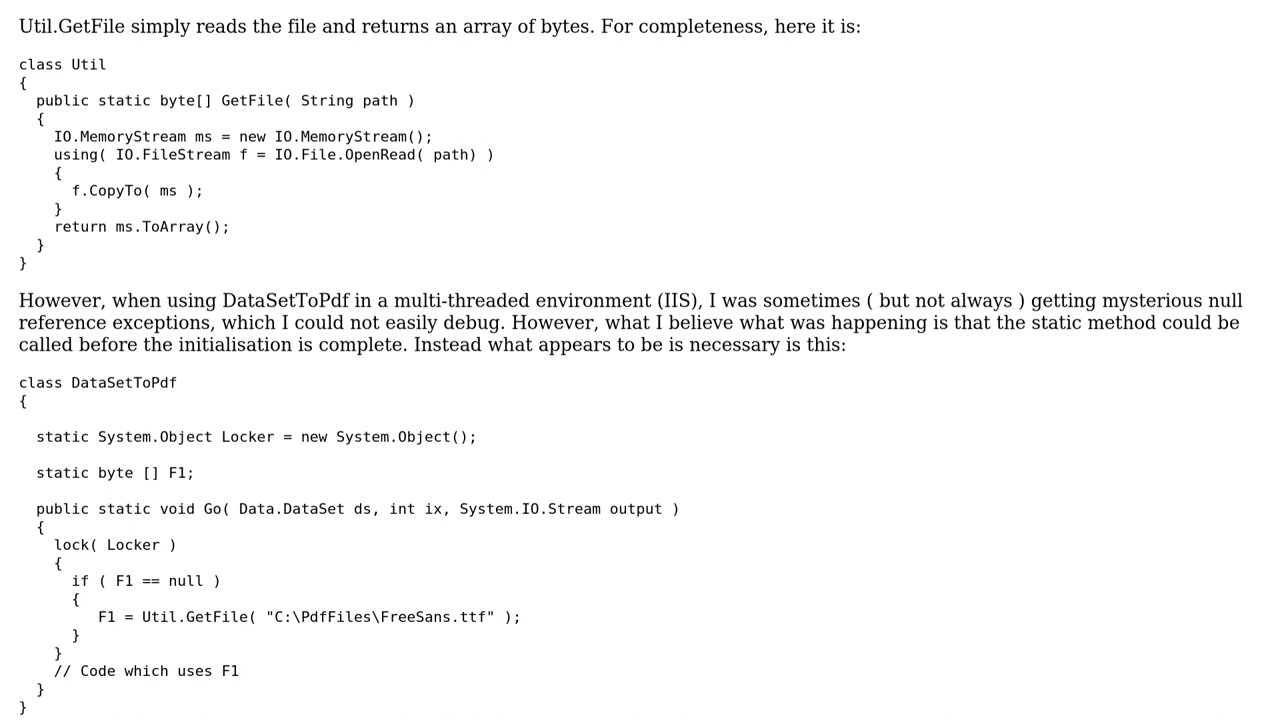 Util.GetFile simply reads the file and returns an array of bytes. For completeness, here it is:
class Util
{
  public static byte[] GetFile( String path )
  {
    IO.MemoryStream ms = new IO.MemoryStream();
    using( IO.FileStream f = IO.File.OpenRead( path) )
    {
      f.CopyTo( ms );
    }
    return ms.ToArray();
  }
}
However, when using DataSetToPdf in a multi-threaded environment (IIS), I was sometimes ( but not always ) getting mysterious null
reference exceptions, which I could not easily debug. However, what I believe what was happening is that the static method could be
called before the initialisation is complete. Instead what appears to be is necessary is this:
class DataSetToPdf
{
  static System.Object Locker = new System.Object();
  static byte [] F1;
  public static void Go( Data.DataSet ds, int ix, System.IO.Stream output )
  {
    lock( Locker )
    {
      if ( F1 == null )
      {
         F1 = Util.GetFile( "C:\PdfFiles\FreeSans.ttf" );
      }
    }
    // Code which uses F1
  }
}